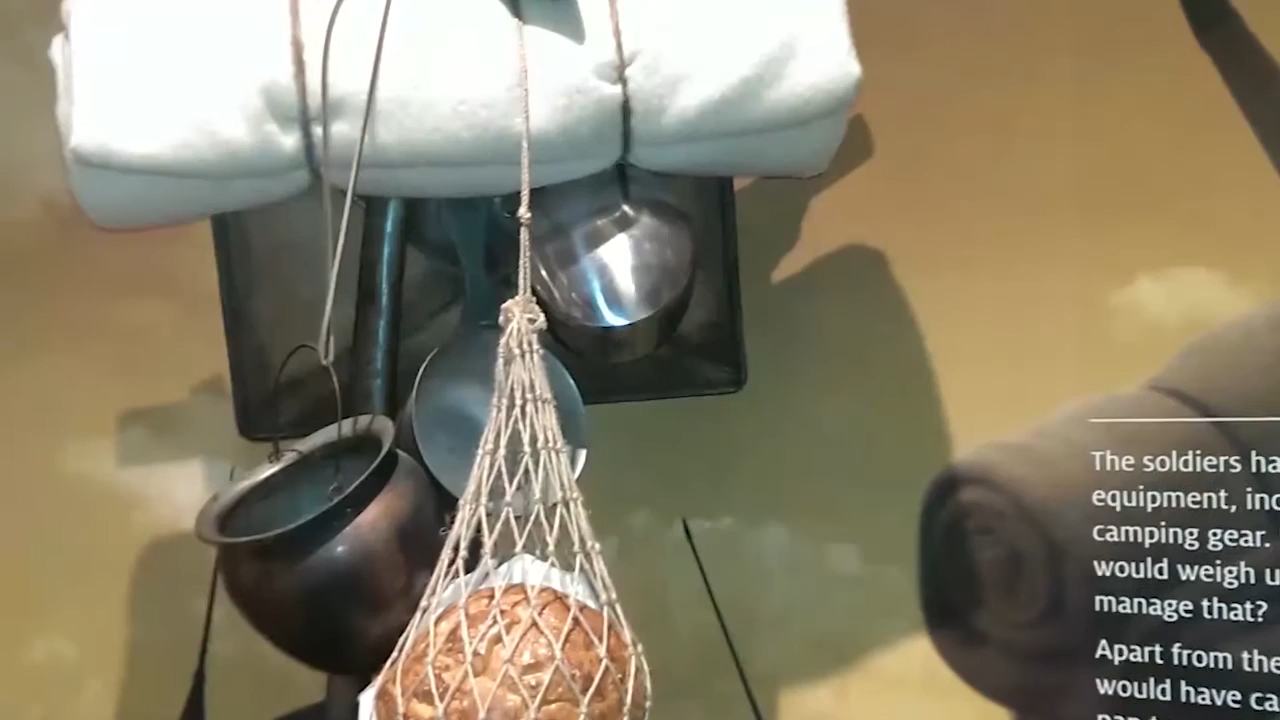 The soldiers ha
equipment, inc
camping gear.
would weigh u
manage that?
Apart from the
would have ca